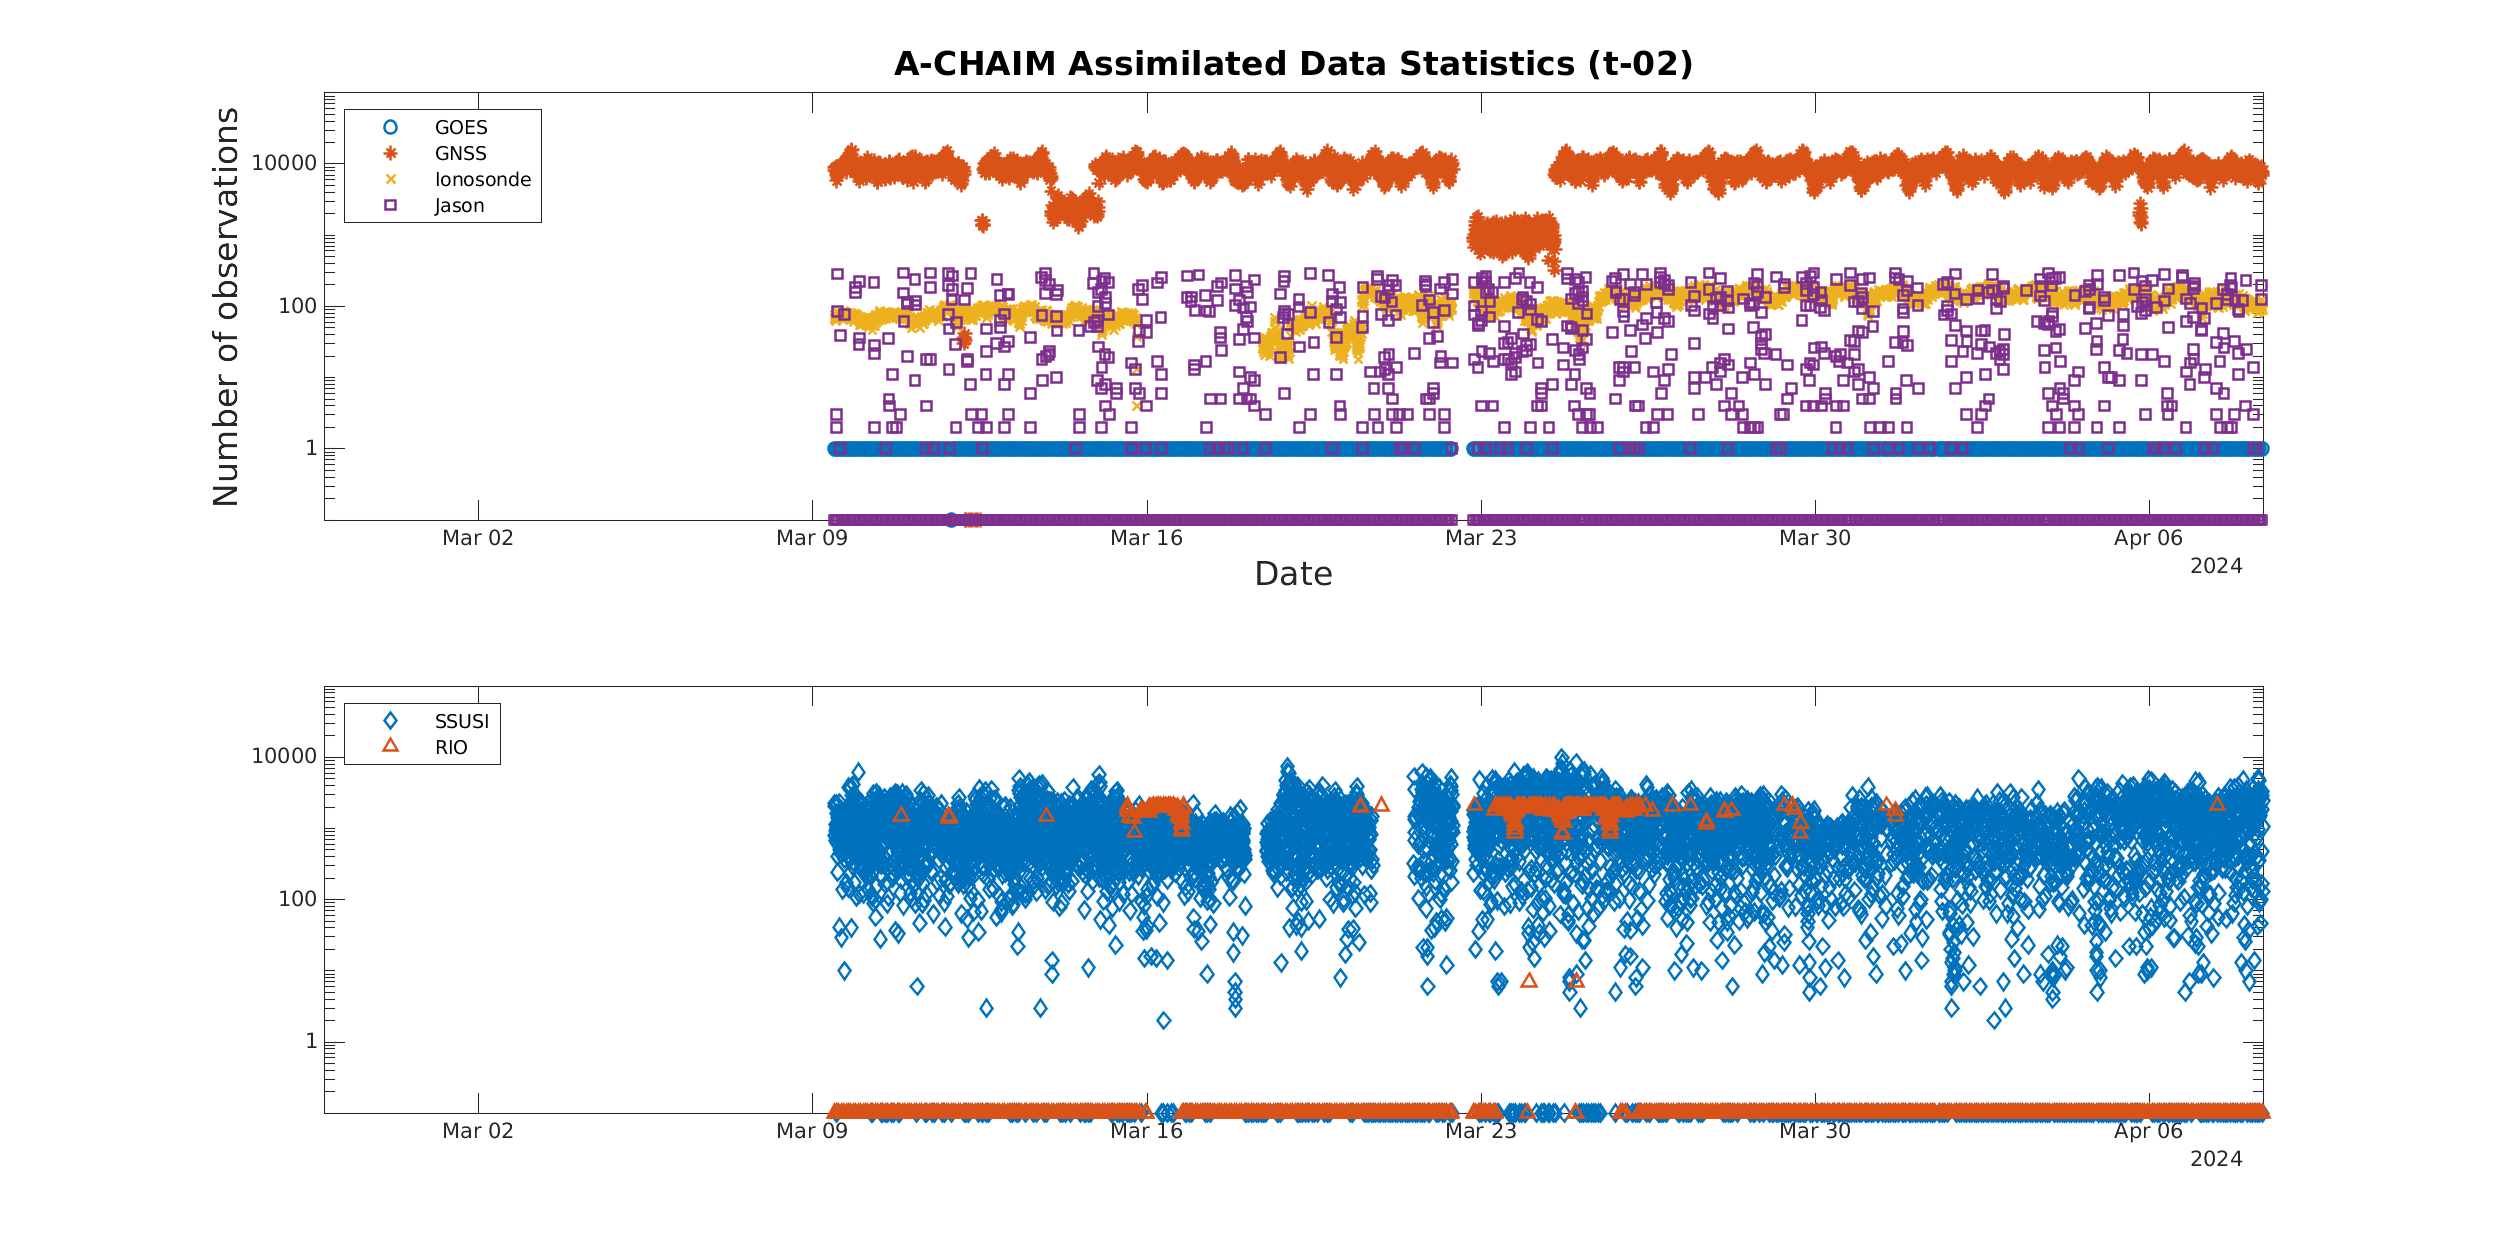 A-CHAIM Assimilated Data Statistics (t-02)
Number of observations
10000
100
1
GOES
GNSS
Ionosonde
Jason
Mar 02 Mar 09 Mar 16 Mar 23 Mar 30 Apr 06
2024
Date
10000
100
1
SSUSI
RIO
Mar 02 Mar 09 Mar 16 Mar 23 Mar 30 Apr 06
2024